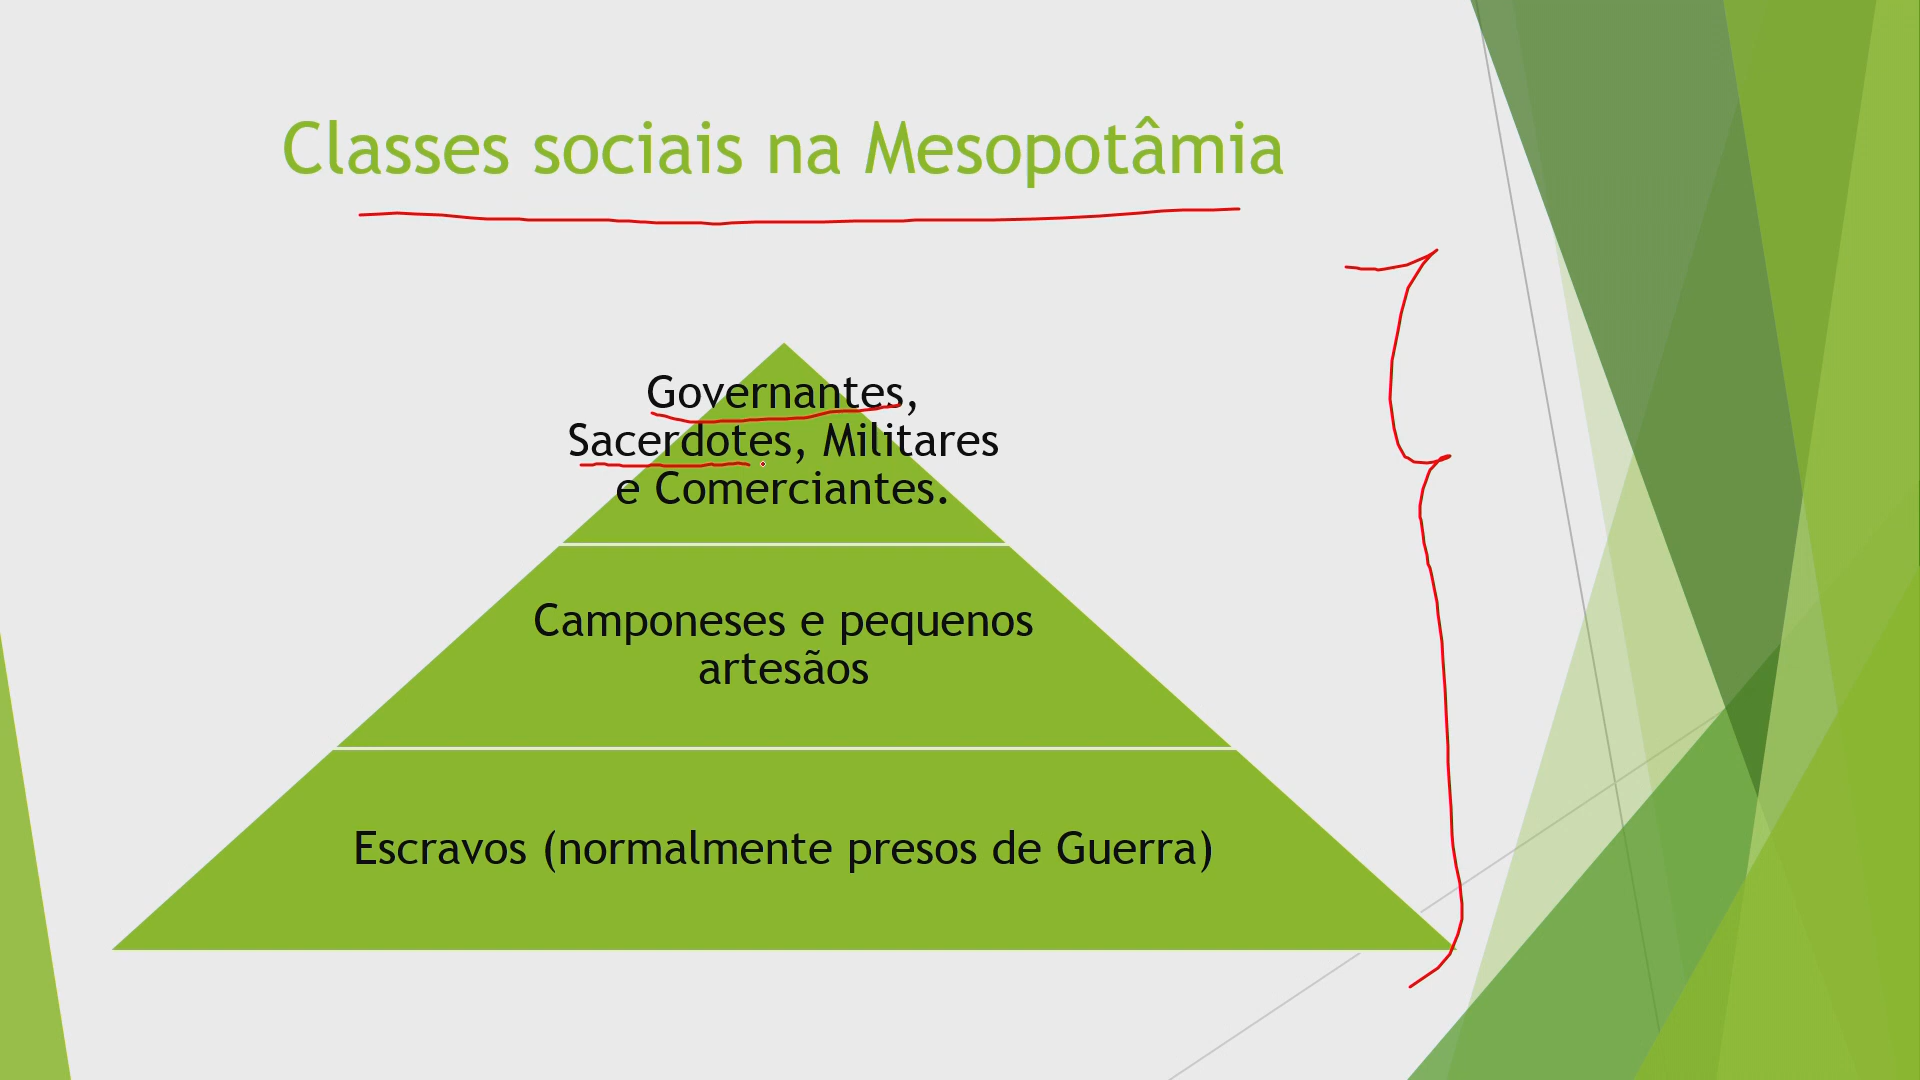 Classes sociais na Mesopotâmia
Governantes,
Sacerdotes, Militares
e Comerciantes.
Camponeses e pequenos
artesãos
Escravos (normalmente presos de Guerra)